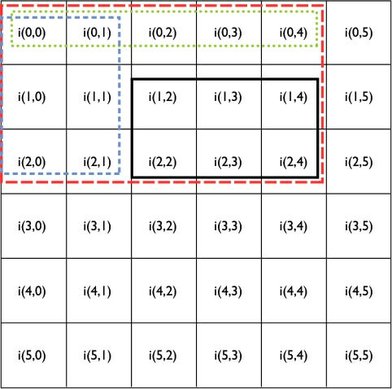 i(0,0) i(0,1) i(0,2) i(0,3) i(0,4) i(0,5)
i(1,0) i(1,1) i(1,2) i(1,3) i(1,4) i(1,5)
i(2,0) i(2,1) i(2,2) i(2,3) i(2,4) i(2,5)
i(3,0) i(3,1) i(3,2) i(3,3) i(3,4) i(3,5)
i(4,0) i(4,1) i(4,2) i(4,3) i(4,4) i(4,5)
i(5,0) i(5,1) i(5,2) i(5,3) i(5,4) i(5,5)